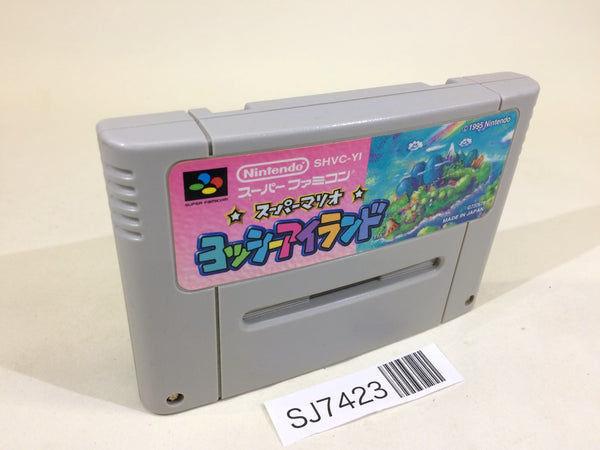 Nintendo SHVC-YI
スーパーファミコン
SUPER FAMICOM
スーパーマリオ
ヨッシーアイランド
© 1995 Nintendo
MADE IN JAPAN
SJ7423